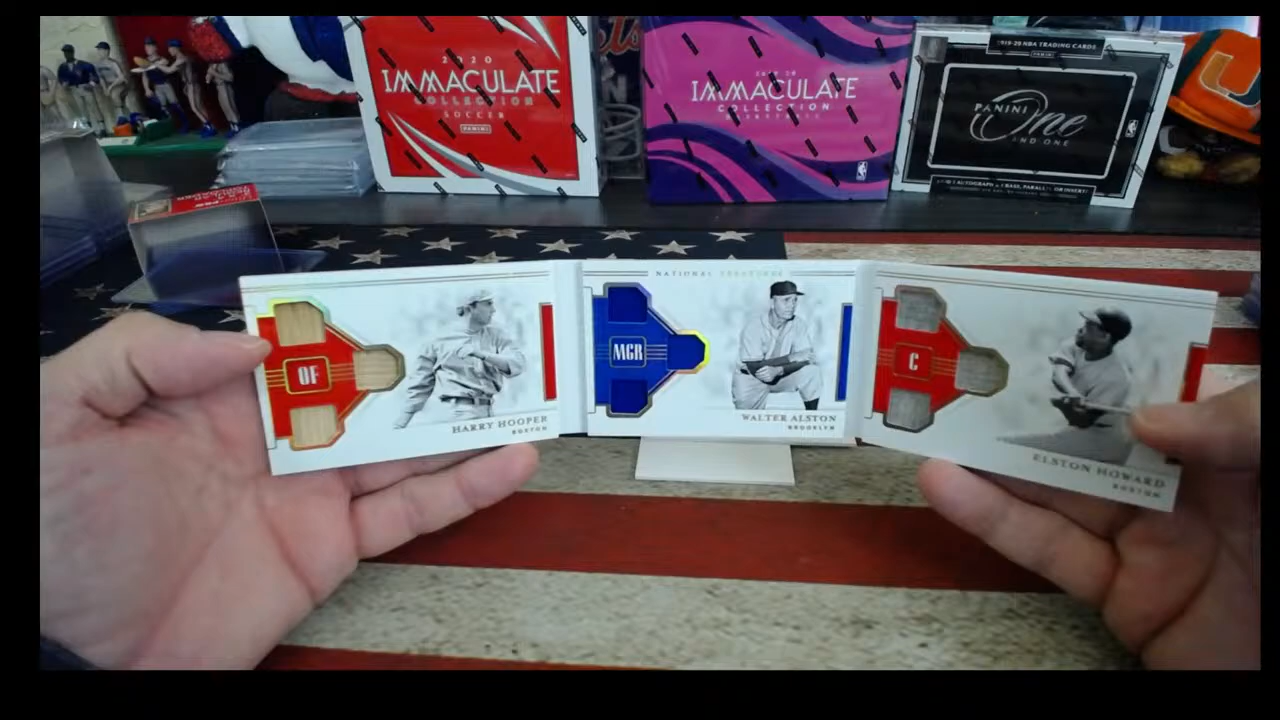 2020
IMMACULATE
COLLECTION
SOCCER
PANINI
IMMACULATE
COLLECTION
2019-20 NBA TRADING CARDS
PANINI
One
AND ONE
U
NATIONAL TREASURES
OF
HARRY HOOPER
BOSTON
MGR
WALTER ALSTON
BROOKLYN
C
ELSTON HOWARD
BOSTON